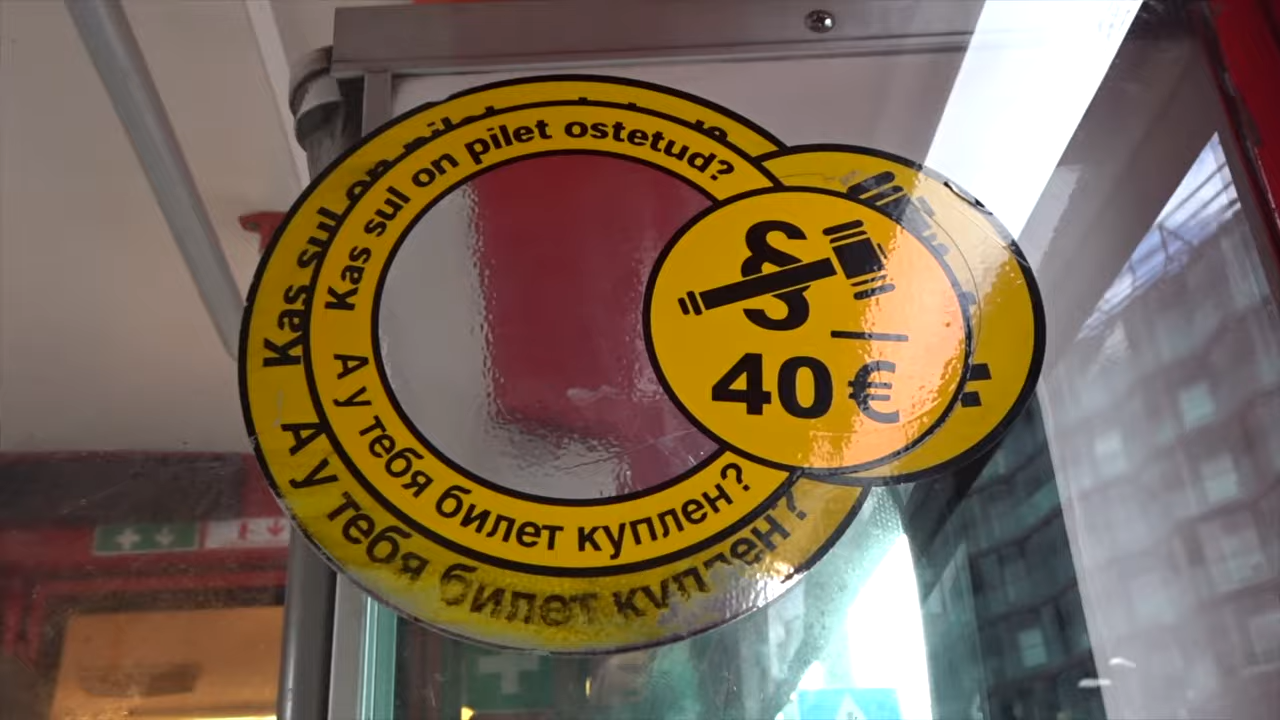 Kas sul on pilet ostetud?
А у тебя билет куплен?
§
40 €
Kas sul on pilet
А у тебя билет куплен?